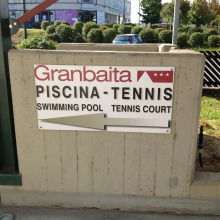 Granbaita ★★★
PISCINA - TENNIS
SWIMMING POOL TENNIS COURT